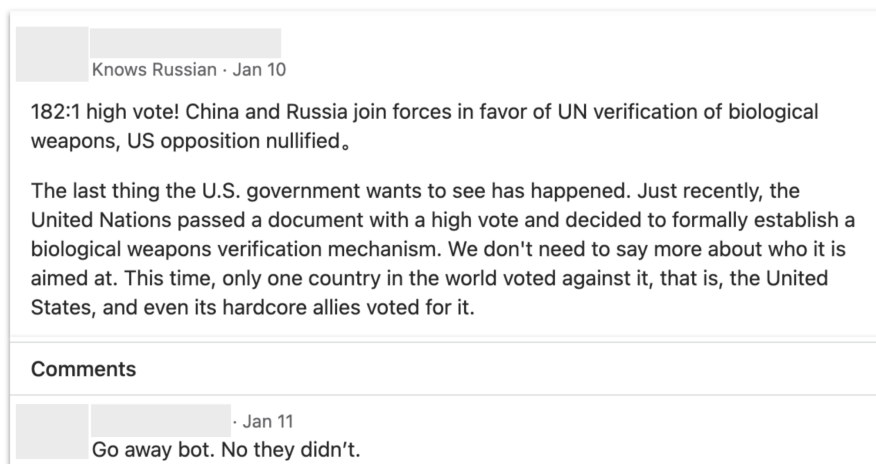 Knows Russian · Jan 10
182:1 high vote! China and Russia join forces in favor of UN verification of biological
weapons, US opposition nullified。
The last thing the U.S. government wants to see has happened. Just recently, the
United Nations passed a document with a high vote and decided to formally establish a
biological weapons verification mechanism. We don't need to say more about who it is
aimed at. This time, only one country in the world voted against it, that is, the United
States, and even its hardcore allies voted for it.
Comments
· Jan 11
Go away bot. No they didn’t.